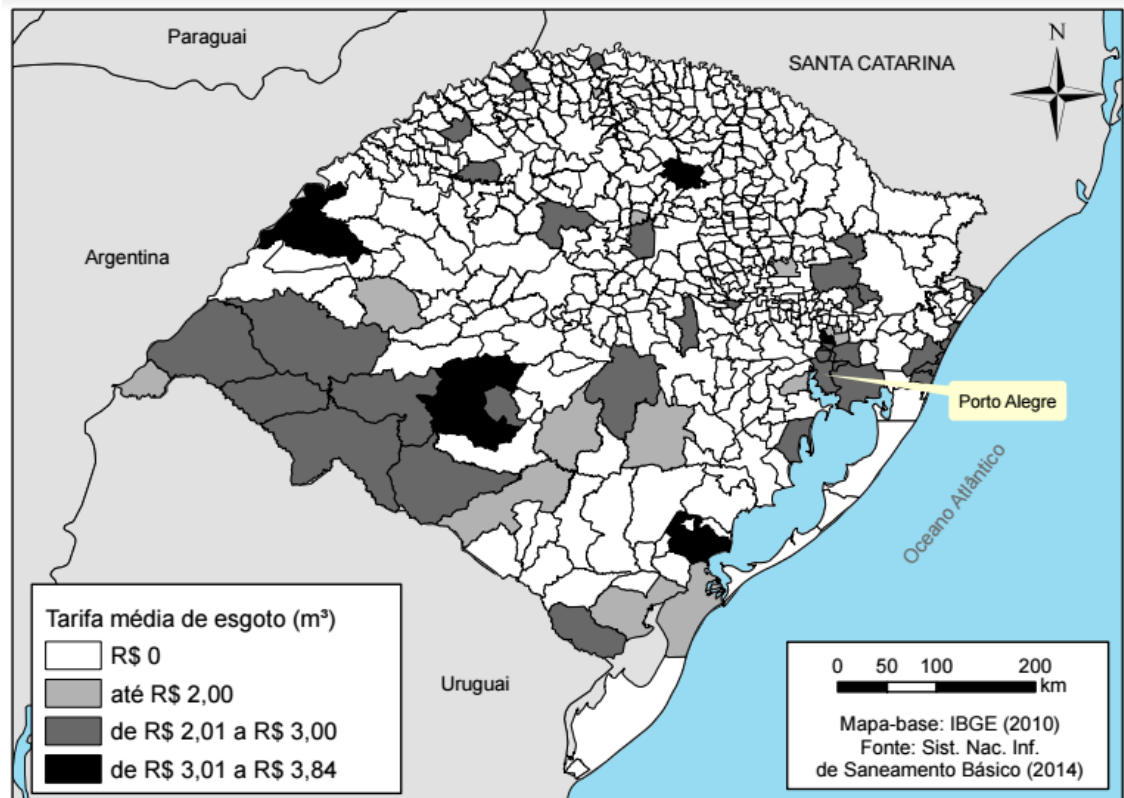 Paraguai
N
SANTA CATARINA
Argentina
Porto Alegre
Oceano Atlântico
Uruguai
Tarifa média de esgoto (m³)
R$ 0
até R$ 2,00
de R$ 2,01 a R$ 3,00
de R$ 3,01 a R$ 3,84
0 50 100 200
km
Mapa-base: IBGE (2010)
Fonte: Sist. Nac. Inf.
de Saneamento Básico (2014)